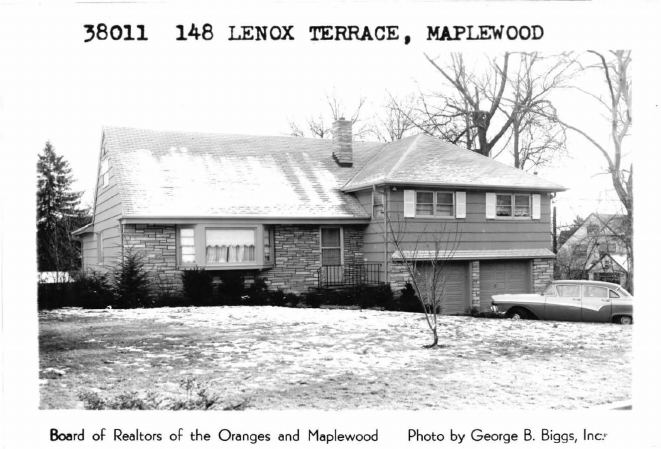 38011 148 LENOX TERRACE, MAPLEWOOD
Board of Realtors of the Oranges and Maplewood Photo by George B. Biggs, Inc.